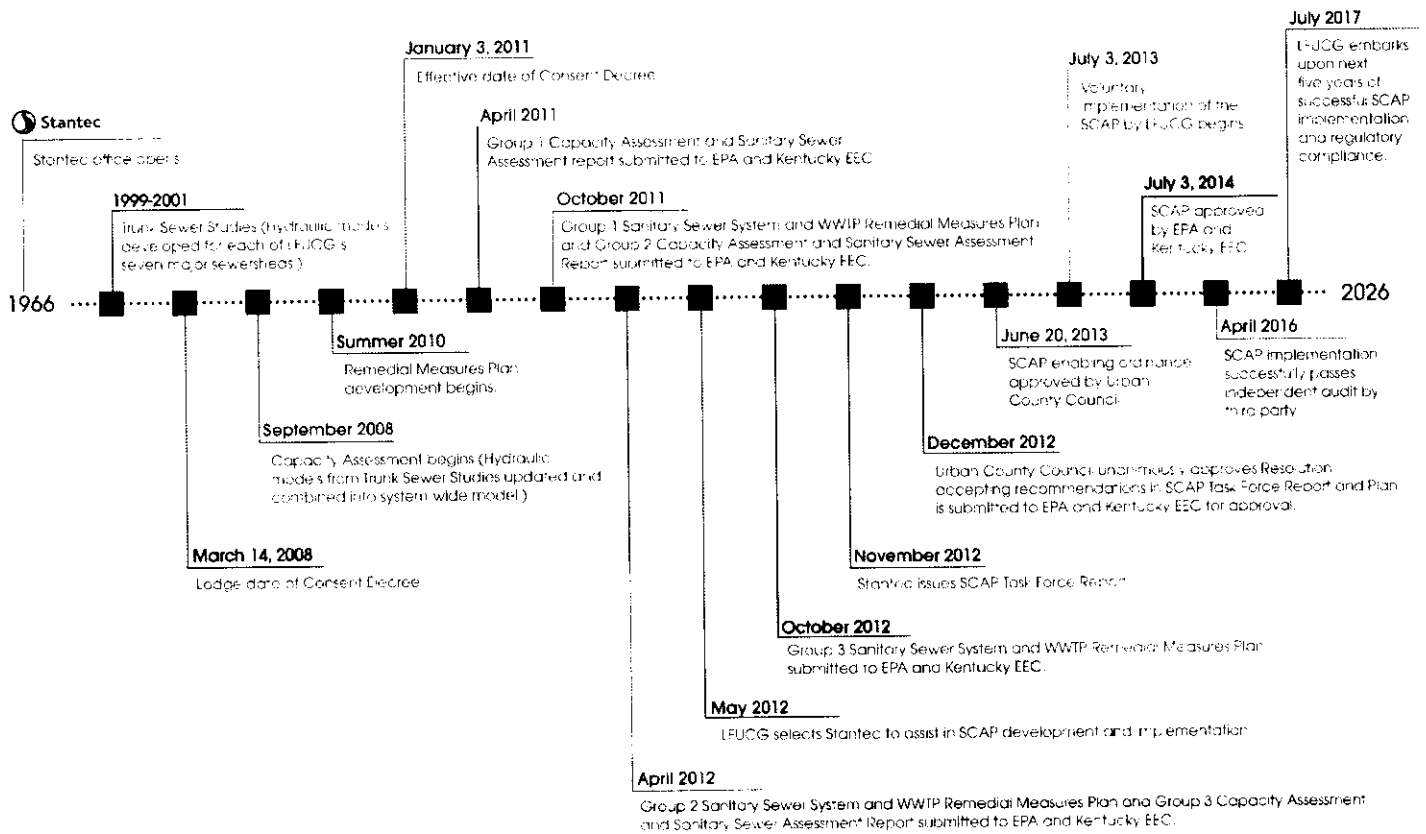 Stantec
Stantec office opens
1966
1999-2001
Trunk Sewer Studies (hydraulic models
developed for each of LFUCG's
seven major sewersheds.)
March 14, 2008
Lodge date of Consent Decree
September 2008
Capacity Assessment begins (Hydraulic
models from Trunk Sewer Studies updated and
combined into system wide model.)
Summer 2010
Remedial Measures Plan
development begins.
January 3, 2011
Effective date of Consent Decree
April 2011
Group 1 Capacity Assessment and Sanitary Sewer
Assessment report submitted to EPA and Kentucky EEC
October 2011
Group 1 Sanitary Sewer System and WWTP Remedial Measures Plan
and Group 2 Capacity Assessment and Sanitary Sewer Assessment
Report submitted to EPA and Kentucky EEC.
April 2012
Group 2 Sanitary Sewer System and WWTP Remedial Measures Plan and Group 3 Capacity Assessment
and Sanitary Sewer Assessment Report submitted to EPA and Kentucky EEC.
May 2012
LFUCG selects Stantec to assist in SCAP development and implementation
October 2012
Group 3 Sanitary Sewer System and WWTP Remedial Measures Plan
submitted to EPA and Kentucky EEC.
November 2012
Stantec issues SCAP Task Force Report
December 2012
Urban County Council unanimously approves Resolution
accepting recommendations in SCAP Task Force Report and Plan
is submitted to EPA and Kentucky EEC for approval.
June 20, 2013
SCAP enabling ordinance
approved by Urban
County Council
July 3, 2013
Voluntary
implementation of the
SCAP by LFUCG begins
July 3, 2014
SCAP approved
by EPA and
Kentucky EEC
April 2016
SCAP implementation
successfully passes
independent audit by
third party
July 2017
LFUCG embarks
upon next
five years of
successful SCAP
implementation
and regulatory
compliance.
2026